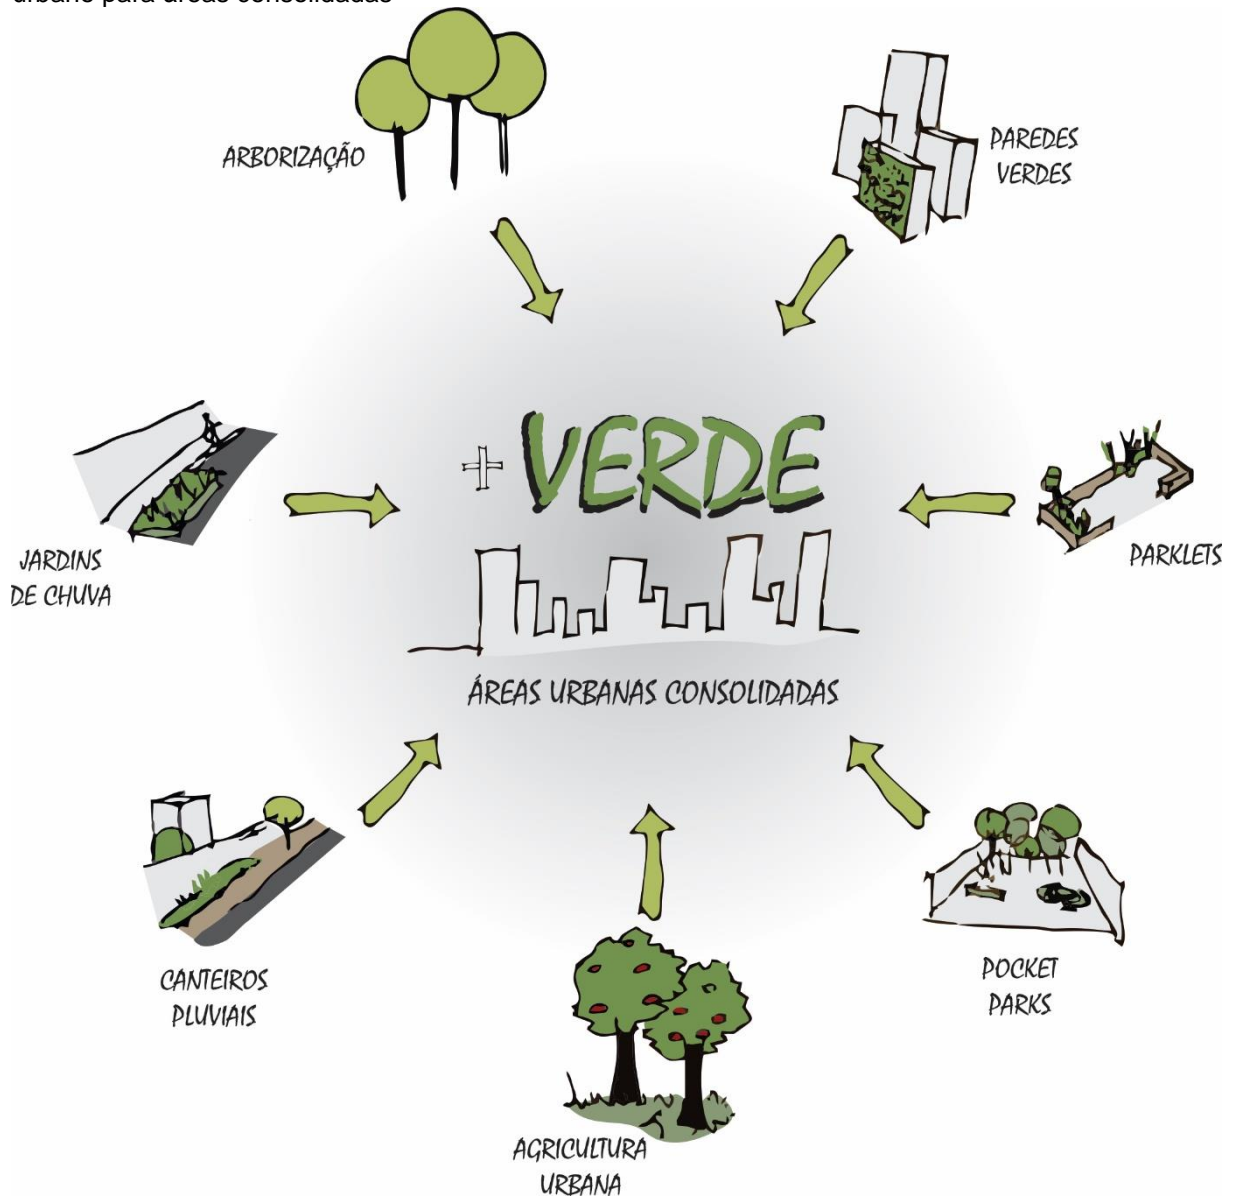 urbano para áreas consolidadas
ARBORIZAÇÃO
PAREDES
VERDES
+ VERDE
JARDINS
DE CHUVA
PARKLETS
ÁREAS URBANAS CONSOLIDADAS
CANTEIROS
PLUVIAIS
POCKET
PARKS
AGRICULTURA
URBANA